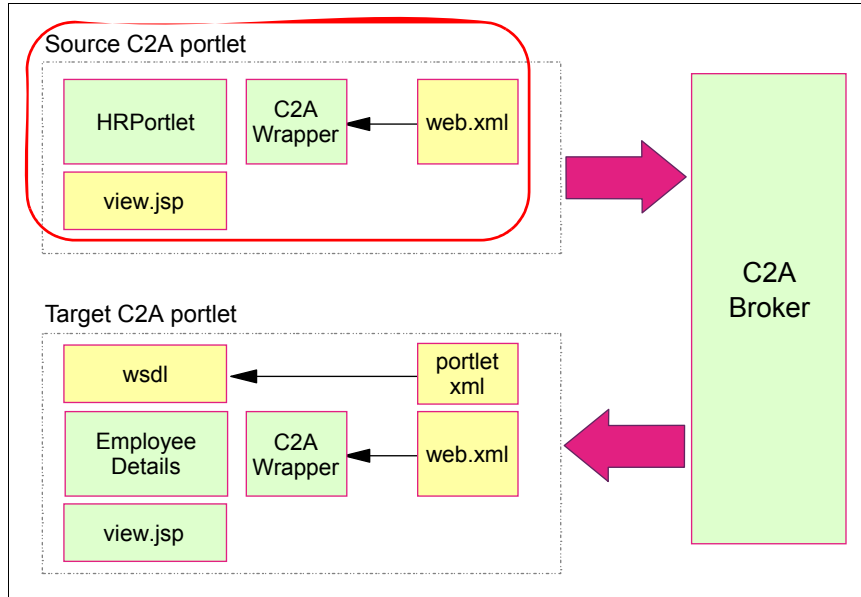 Source C2A portlet
HRPortlet
C2A
Wrapper
web.xml
view.jsp
C2A
Broker
Target C2A portlet
wsdl
portlet
xml
Employee
Details
C2A
Wrapper
web.xml
view.jsp